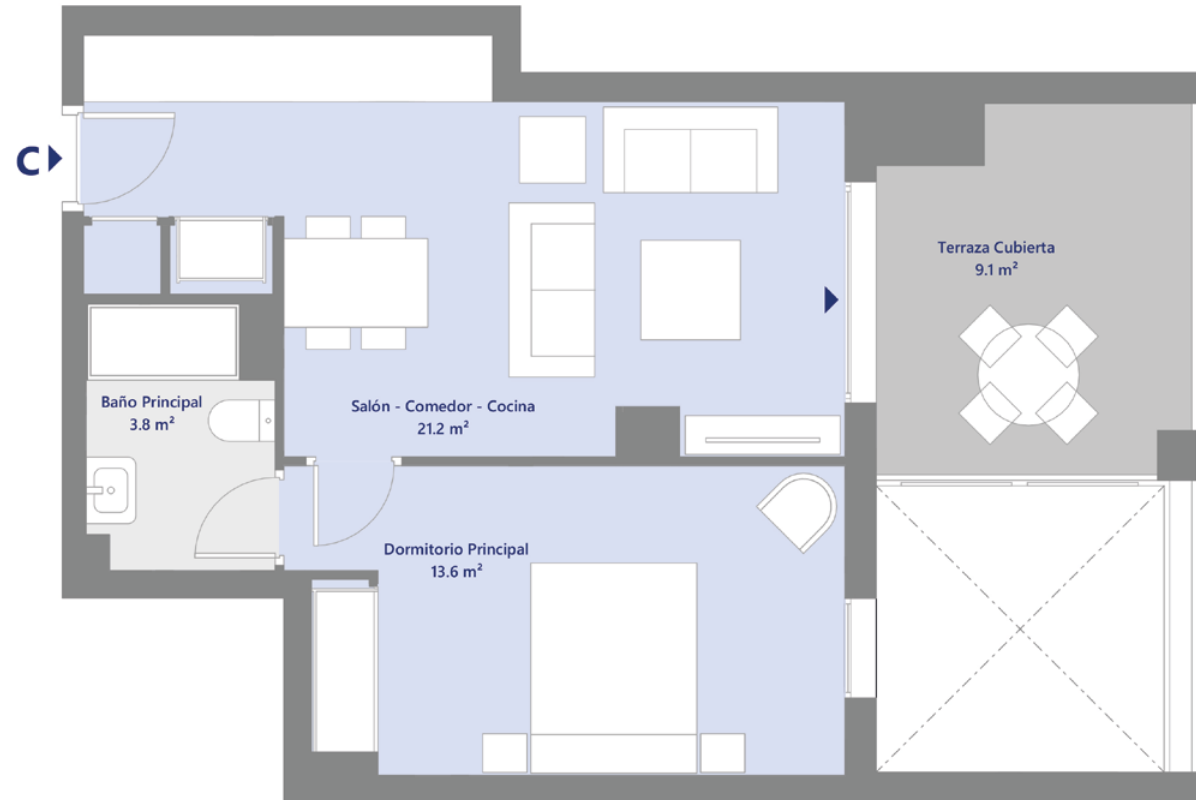 C
Terraza Cubierta
9.1 m²
Baño Principal
3.8 m²
Salón - Comedor - Cocina
21.2 m²
Dormitorio Principal
13.6 m²